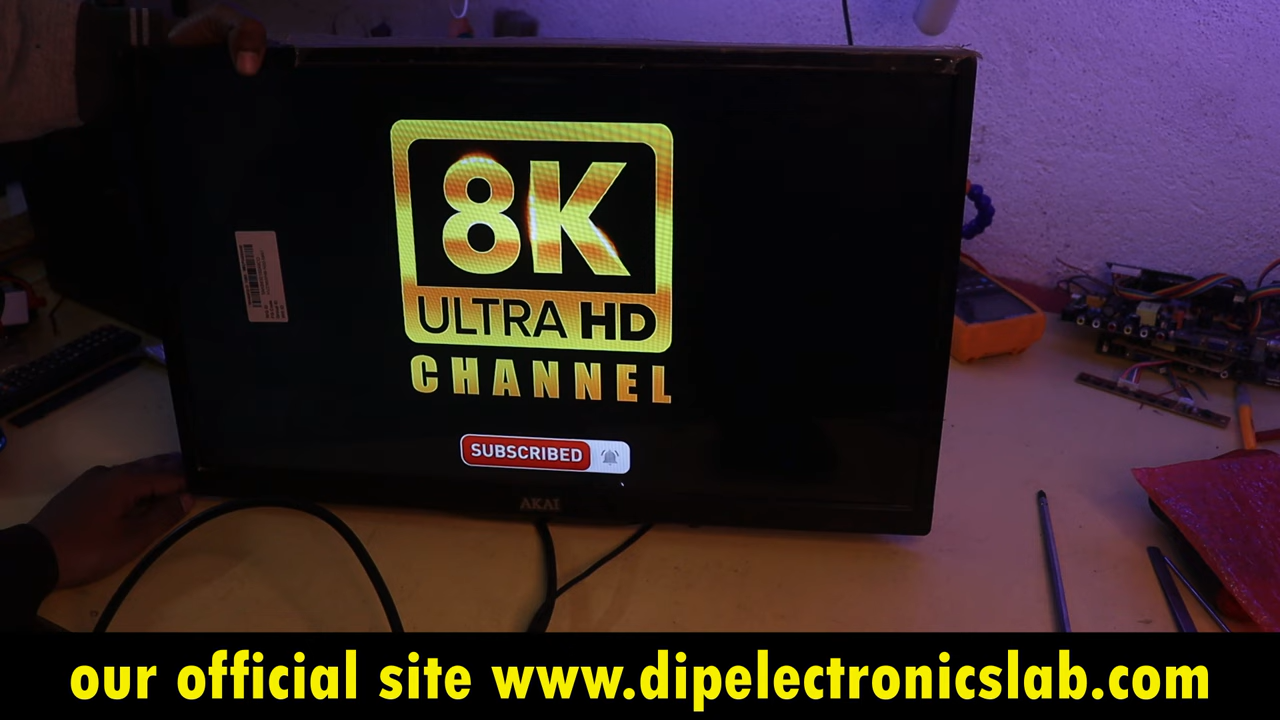 8K
ULTRA HD
CHANNEL
SUBSCRIBED
AKAI
our official site www.dipelectronicslab.com